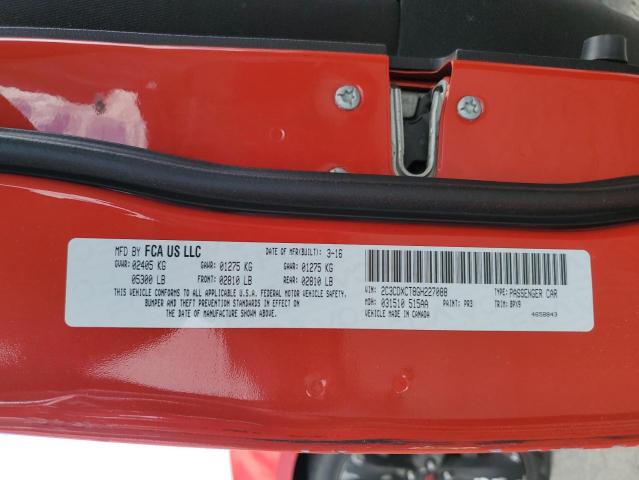 MFD BY FCA US LLC
DATE OF MFR(BUILT): 3-16
GVWR: 02405 KG GAWR: 01275 KG GAWR: 01275 KG
05300 LB FRONT: 02810 LB REAR: 02810 LB
THIS VEHICLE CONFORMS TO ALL APPLICABLE U.S.A. FEDERAL MOTOR VEHICLE SAFETY,
BUMPER AND THEFT PREVENTION STANDARDS IN EFFECT ON
THE DATE OF MANUFACTURE SHOWN ABOVE.
VIN: 2C3CDXCT8GH227088 TYPE: PASSENGER CAR
MDH: 031510 515AA PAINT: PR3 TRIM: BPX9
VEHICLE MADE IN CANADA 4658843